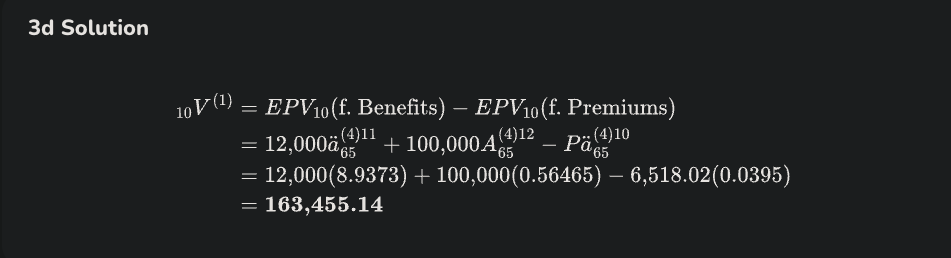 3d Solution
₁₀V⁽¹⁾ = EPV₁₀(f. Benefits) − EPV₁₀(f. Premiums)
= 12,000ä₆₅⁽⁴⁾¹¹ + 100,000A₆₅⁽⁴⁾¹² − Pä₆₅⁽⁴⁾¹⁰
= 12,000(8.9373) + 100,000(0.56465) − 6,518.02(0.0395)
= 163,455.14